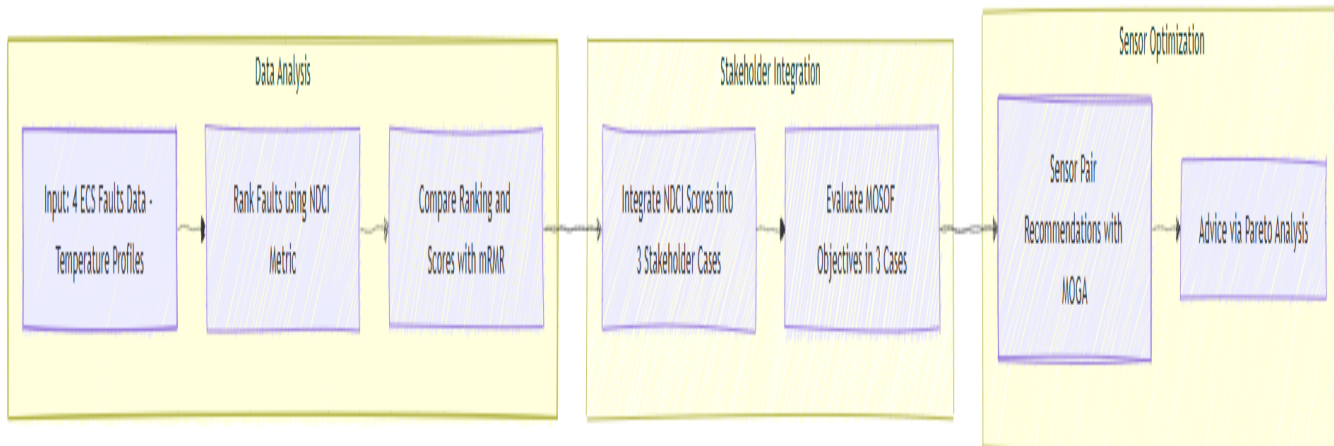 Data Analysis
Input: 4 ECS Faults Data -
Temperature Profiles
Rank Faults using NDCI
Metric
Compare Ranking and
Scores with mRMR
Stakeholder Integration
Integrate NDCI Scores into
3 Stakeholder Cases
Evaluate MOSOF
Objectives in 3 Cases
Sensor Optimization
Sensor Pair
Recommendations with
MOGA
Advice via Pareto Analysis